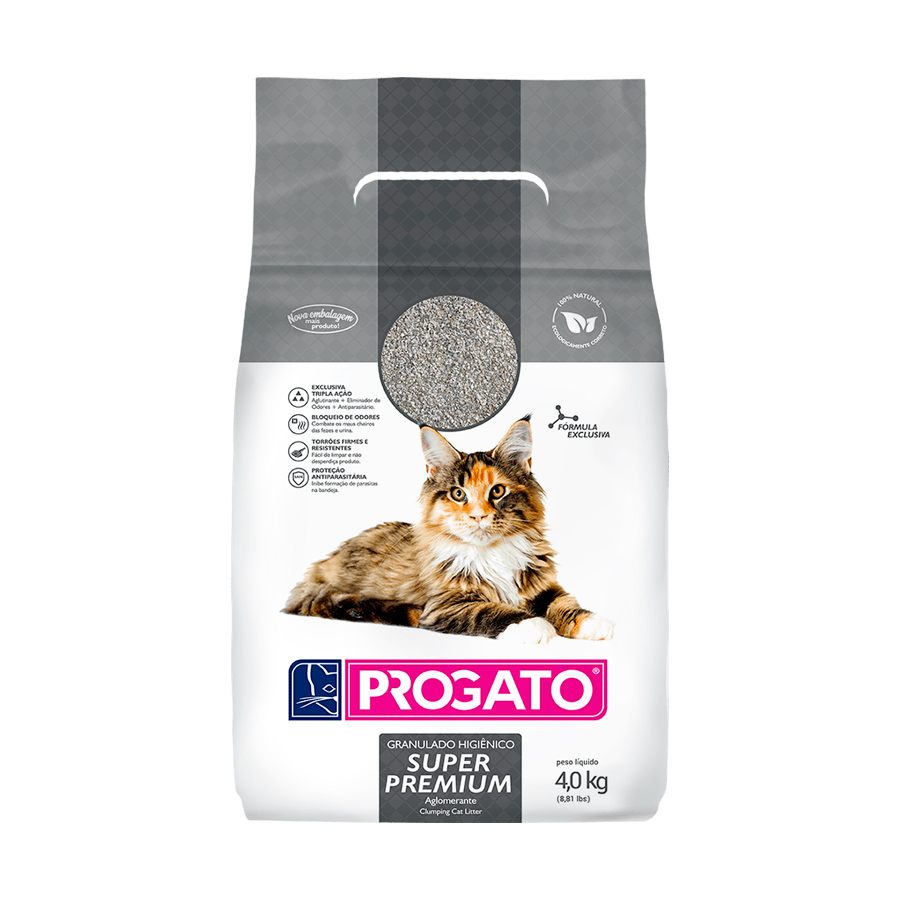 Nova embalagem
mais
produto!
100% NATURAL
ECOLOGICAMENTE CORRETO
EXCLUSIVA
TRIPLA AÇÃO
Aglutinante + Eliminador de
Odores + Antiparasitário.
BLOQUEIO DE ODORES
Combate os maus cheiros
das fezes e urina.
TORRÕES FIRMES E
RESISTENTES
Fácil de limpar e não
desperdiça produto.
SAFE
PROTEÇÃO
ANTIPARASITÁRIA
Inibe formação de parasitas
na bandeja.
FÓRMULA
EXCLUSIVA
PROGATO®
GRANULADO HIGIÊNICO
SUPER
PREMIUM
Aglomerante
Clumping Cat Litter
peso líquido
4,0 kg
(8,81 lbs)